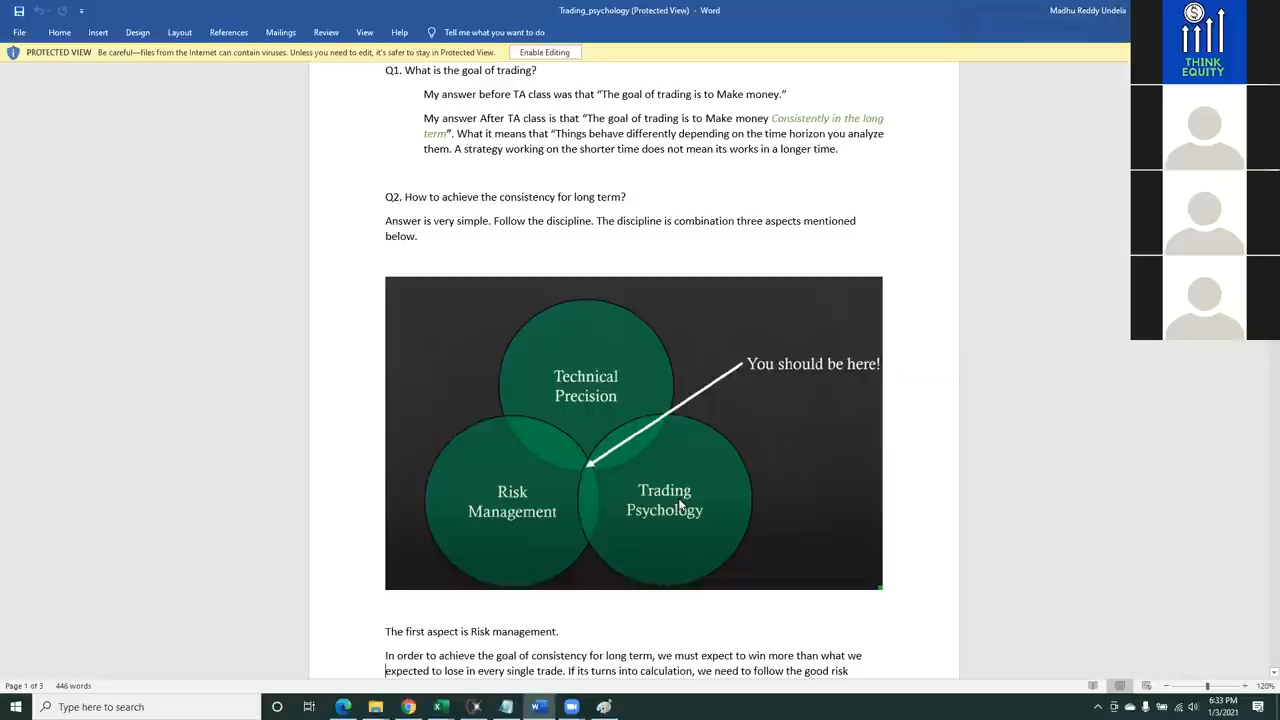 Trading_psychology (Protected View) - Word
Madhu Reddy Undela
File Home Insert Design Layout References Mailings Review View Help Tell me what you want to do
PROTECTED VIEW Be careful—files from the Internet can contain viruses. Unless you need to edit, it's safer to stay in Protected View. Enable Editing
THINK
EQUITY
Q1. What is the goal of trading?
My answer before TA class was that “The goal of trading is to Make money.”
My answer After TA class is that “The goal of trading is to Make money Consistently in the long
term”. What it means that “Things behave differently depending on the time horizon you analyze
them. A strategy working on the shorter time does not mean its works in a longer time.
Q2. How to achieve the consistency for long term?
Answer is very simple. Follow the discipline. The discipline is combination three aspects mentioned
below.
You should be here!
Technical
Precision
Risk
Management
Trading
Psychology
The first aspect is Risk management.
In order to achieve the goal of consistency for long term, we must expect to win more than what we
expected to lose in every single trade. If its turns into calculation, we need to follow the good risk
Page 1 of 3 446 words
120%
Type here to search
6:33 PM
1/3/2021